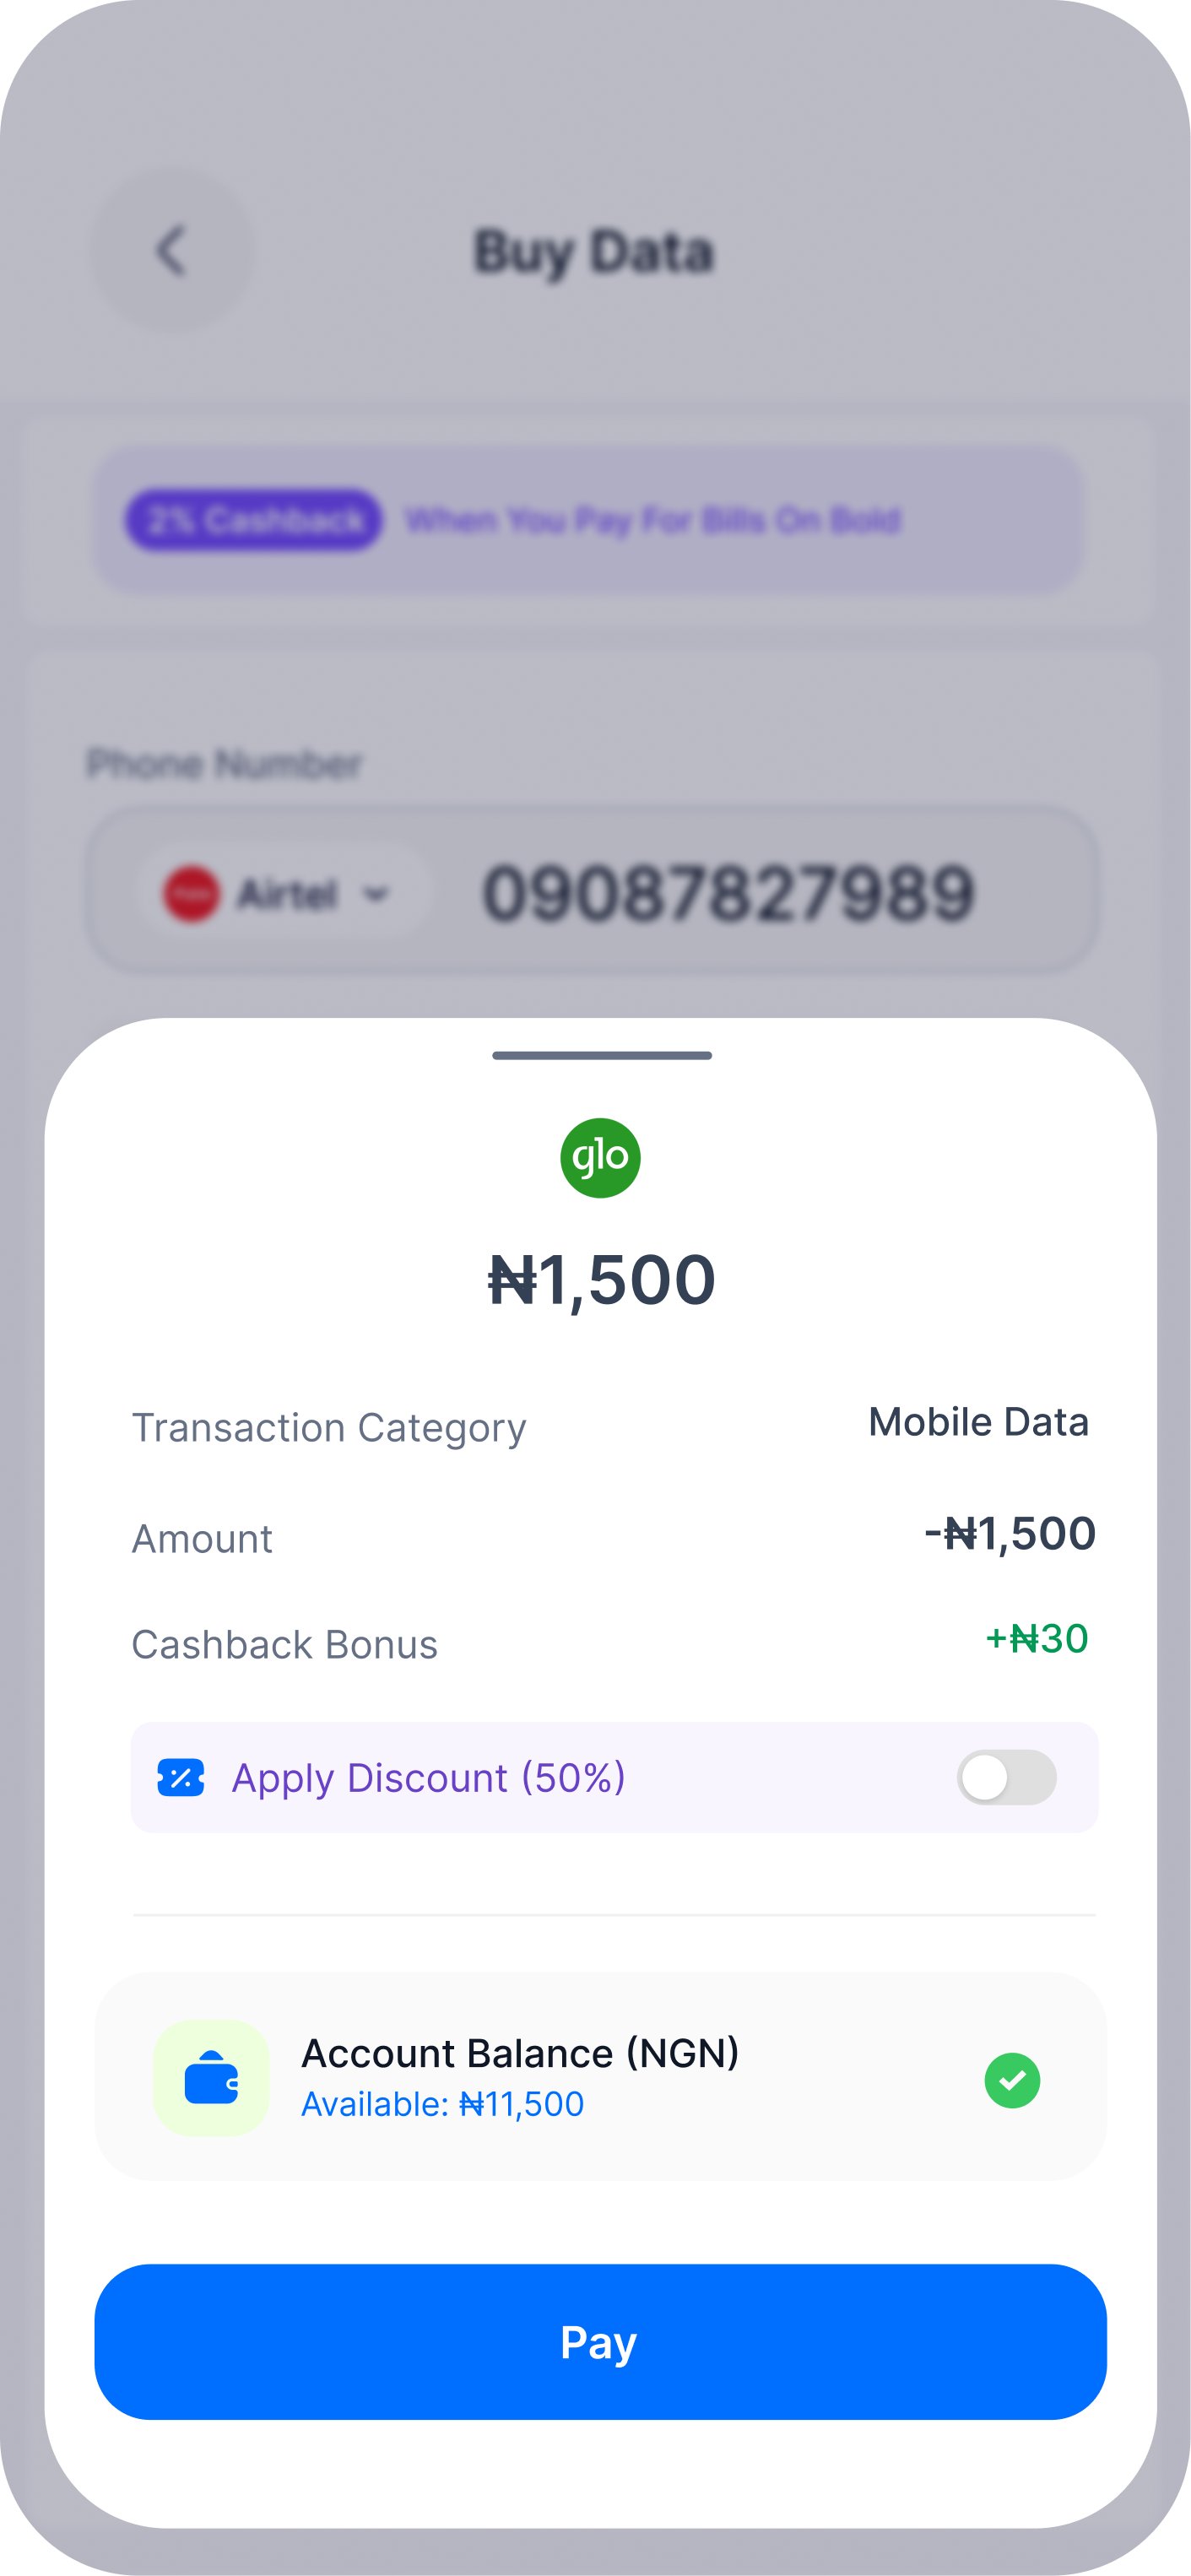 Buy Data
2% Cashback When You Pay For Bills On Bold
Phone Number
Airtel 09087827989
glo
₦1,500
Transaction Category Mobile Data
Amount -₦1,500
Cashback Bonus +₦30
Apply Discount (50%)
Account Balance (NGN)
Available: ₦11,500
Pay